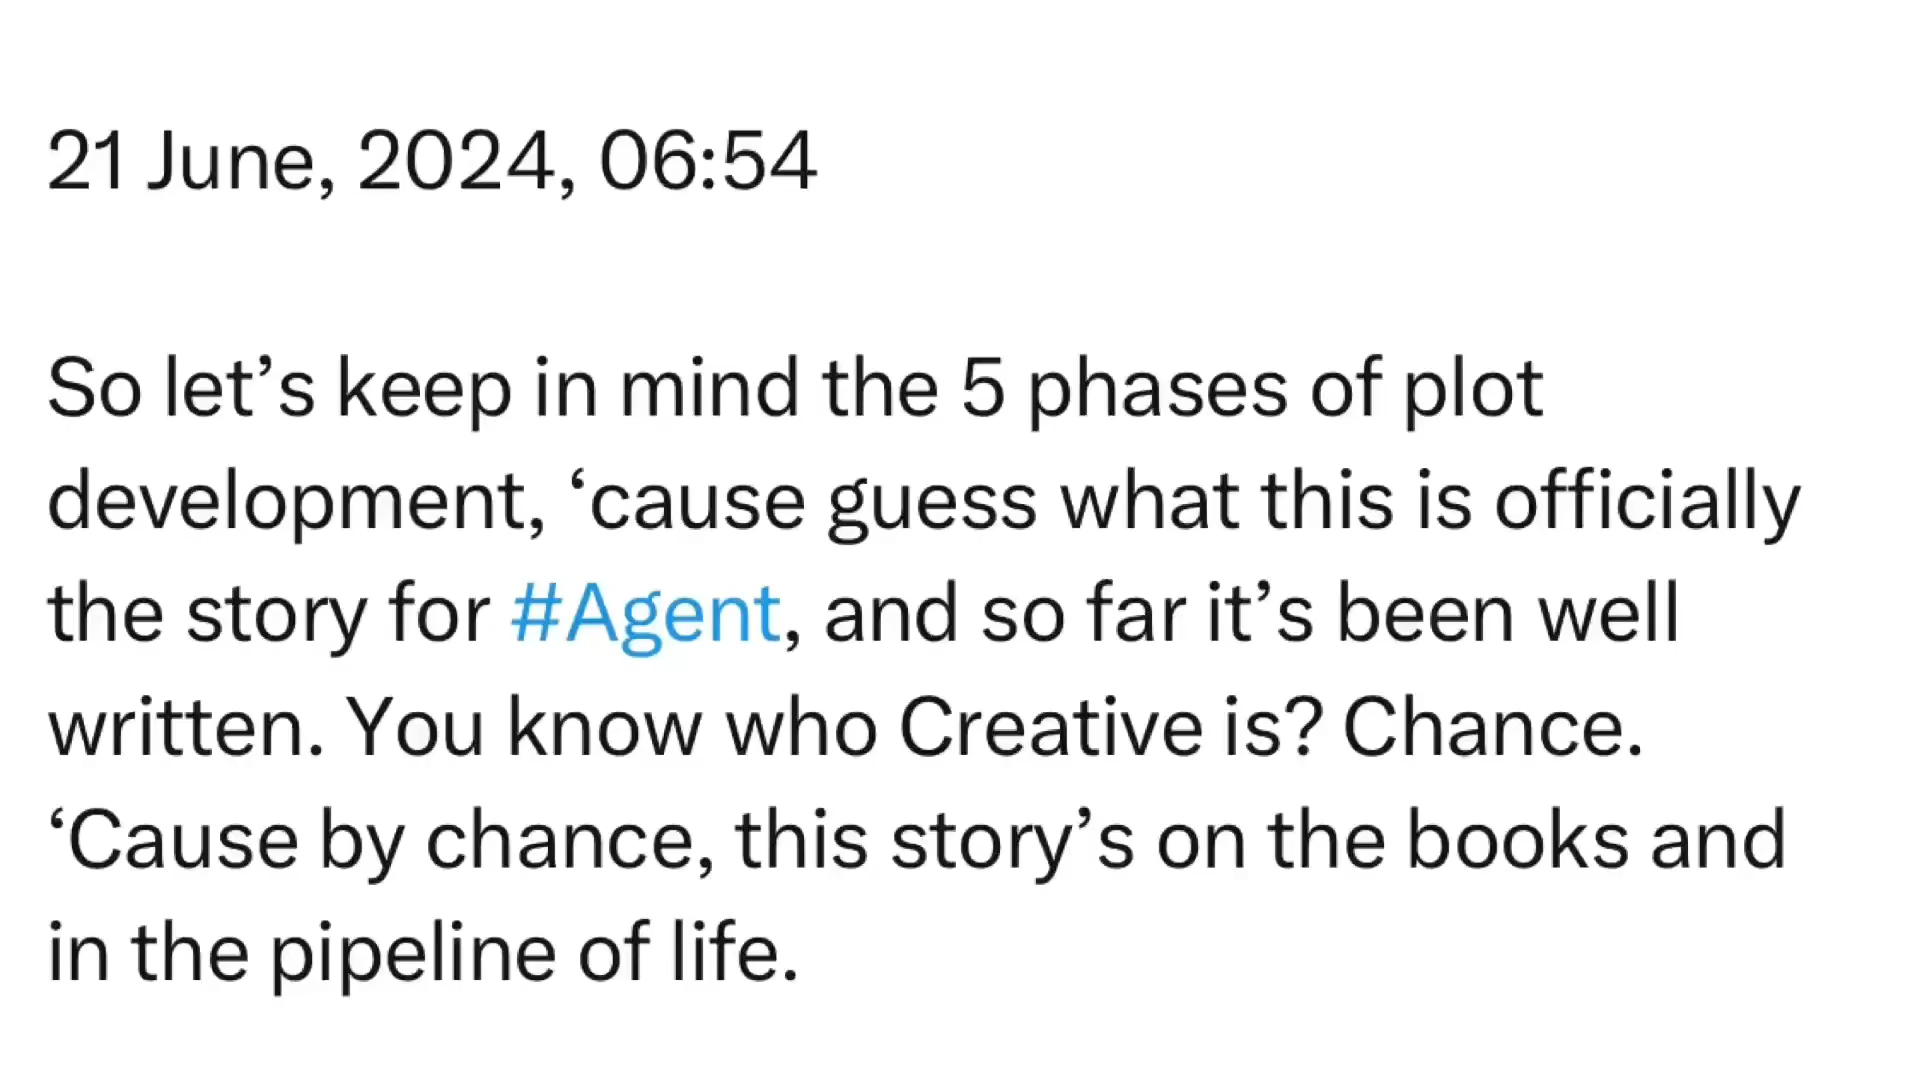 21 June, 2024, 06:54
So let’s keep in mind the 5 phases of plot
development, ‘cause guess what this is officially
the story for #Agent, and so far it’s been well
written. You know who Creative is? Chance.
‘Cause by chance, this story’s on the books and
in the pipeline of life.